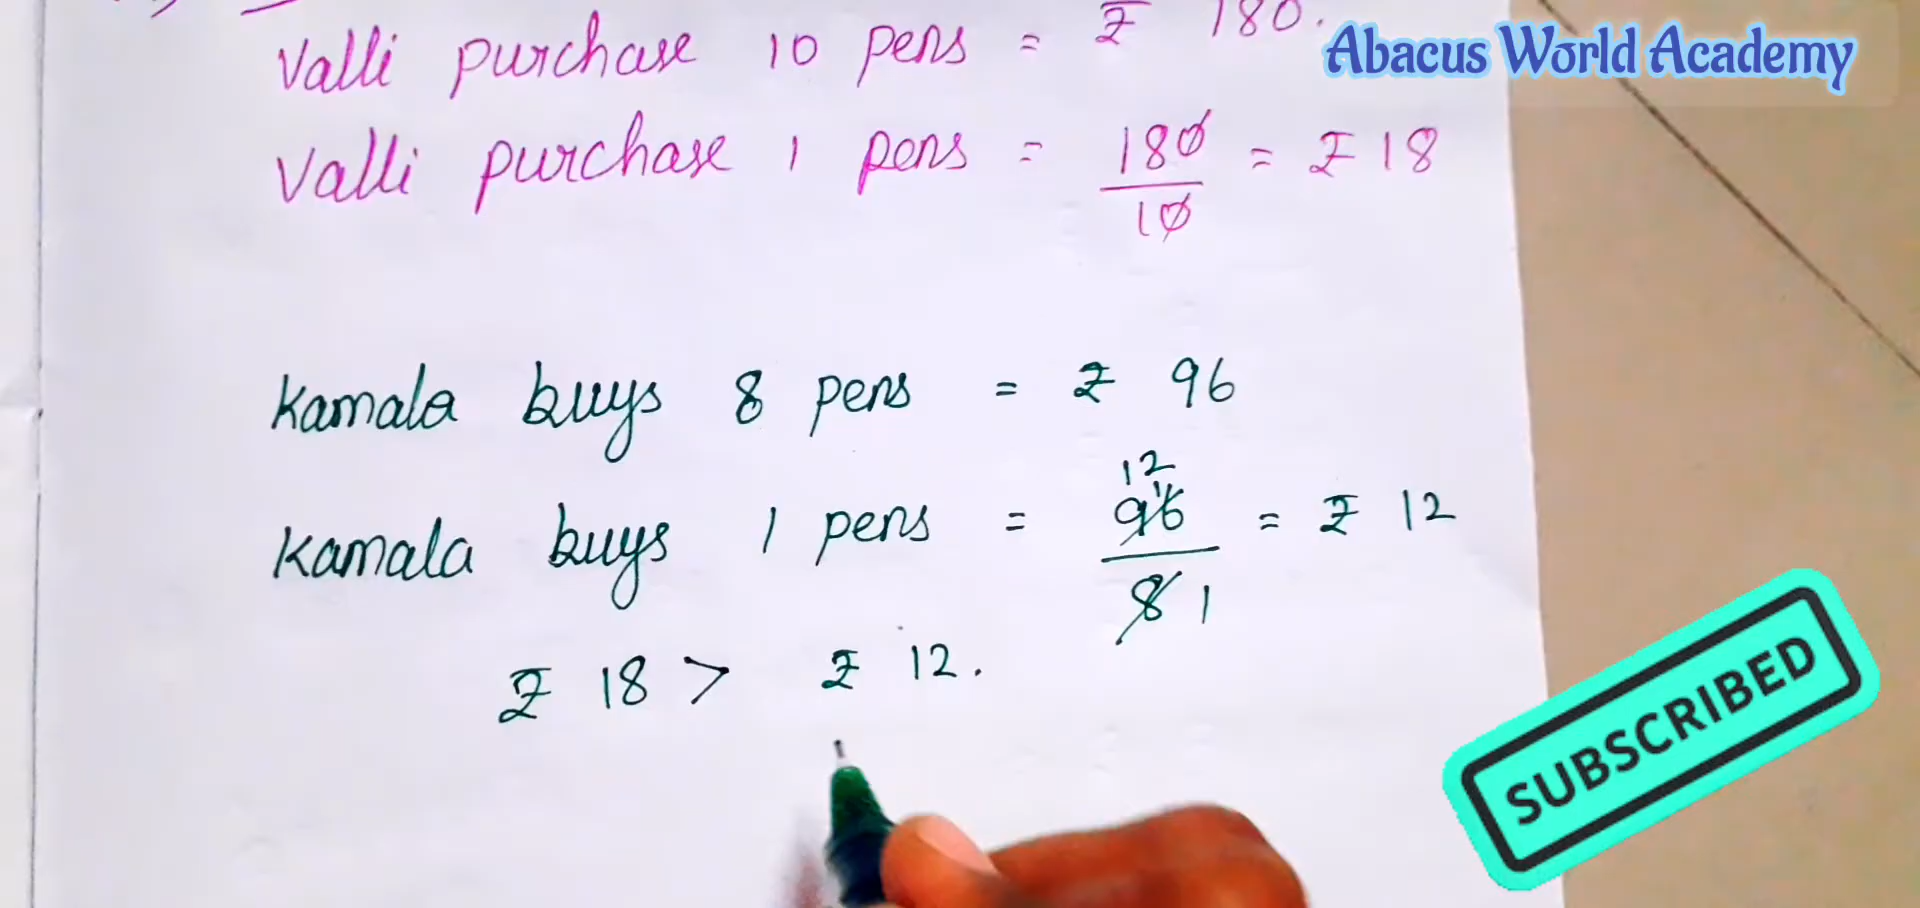 Valli purchase 10 pens = ₹ 180.
Abacus World Academy
Valli purchase 1 pens = 180/10 = ₹ 18
Kamala buys 8 pens = ₹ 96
12
Kamala buys 1 pens = 96/8 1 = ₹ 12
₹ 18 > ₹ 12.
SUBSCRIBED